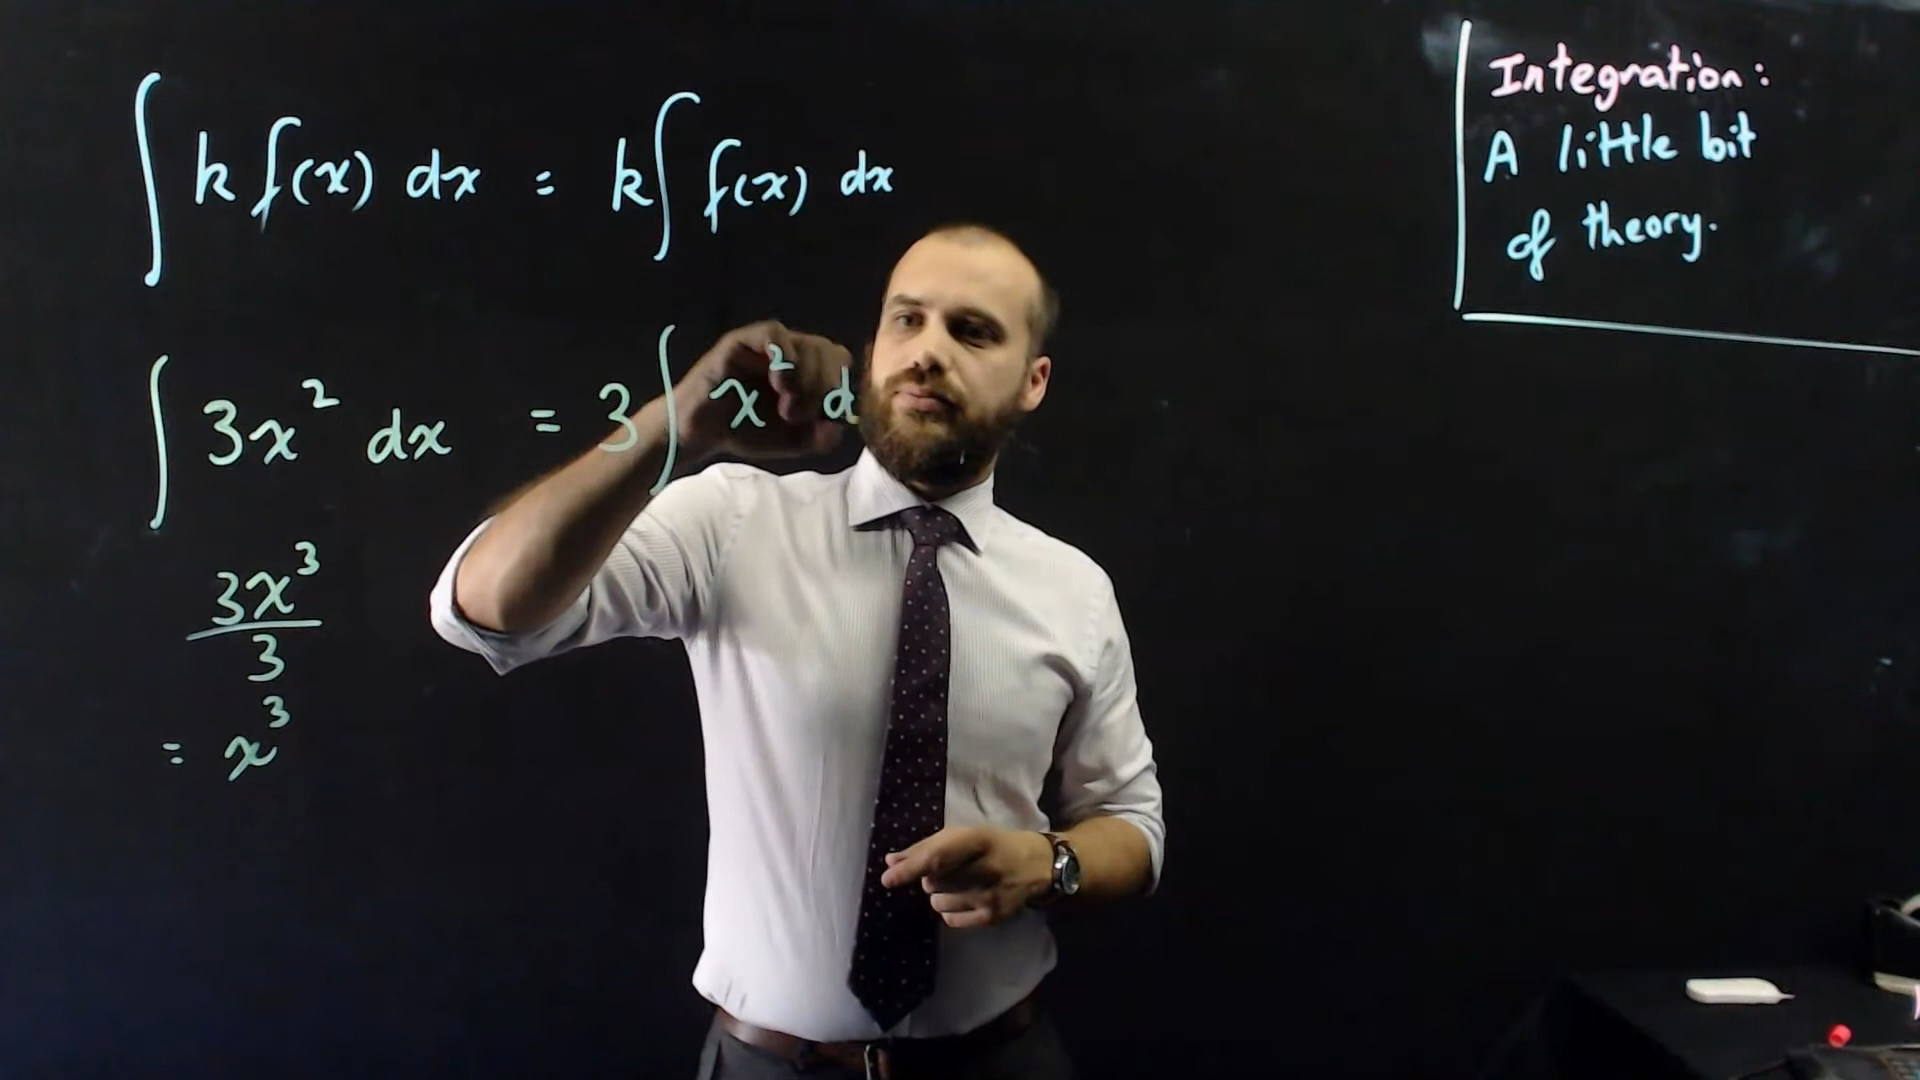 ∫ k f(x) dx = k ∫ f(x) dx
∫ 3x² dx = 3 ∫ x² d
3x³
3
= x³
Integration:
A little bit
of theory.